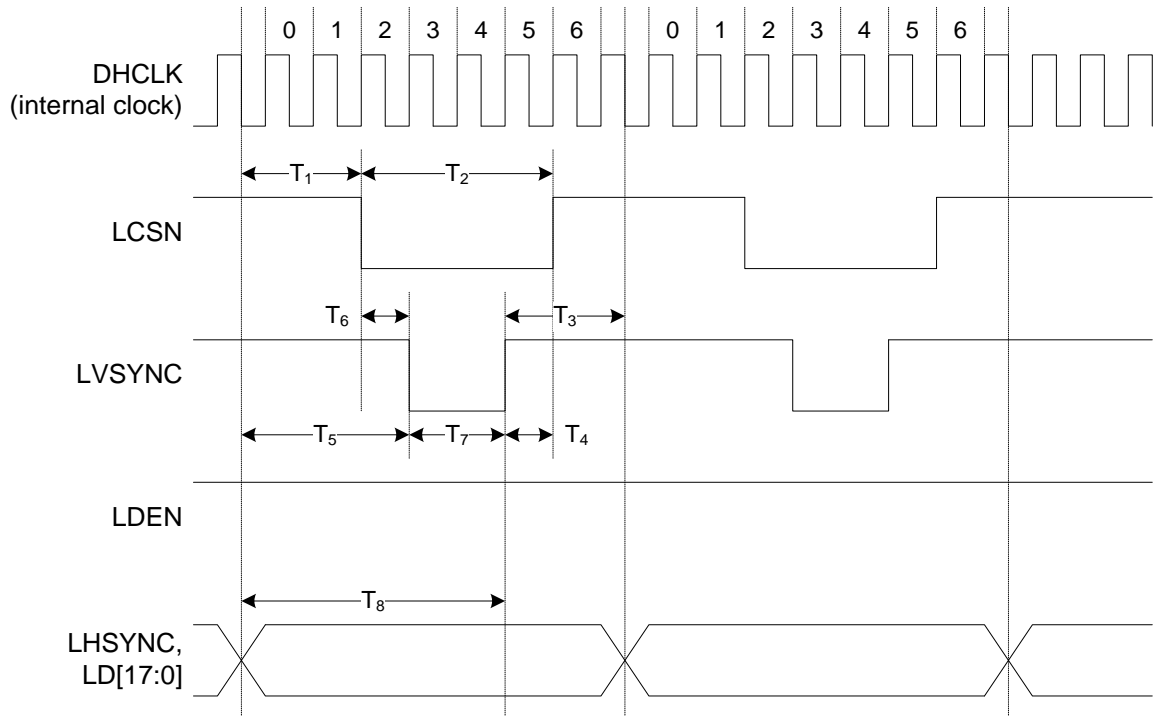 0 1 2 3 4 5 6 0 1 2 3 4 5 6
DHCLK
(internal clock)
T₁ T₂
LCSN
T₆ T₃
LVSYNC
T₅ T₇ T₄
LDEN
T₈
LHSYNC,
LD[17:0]